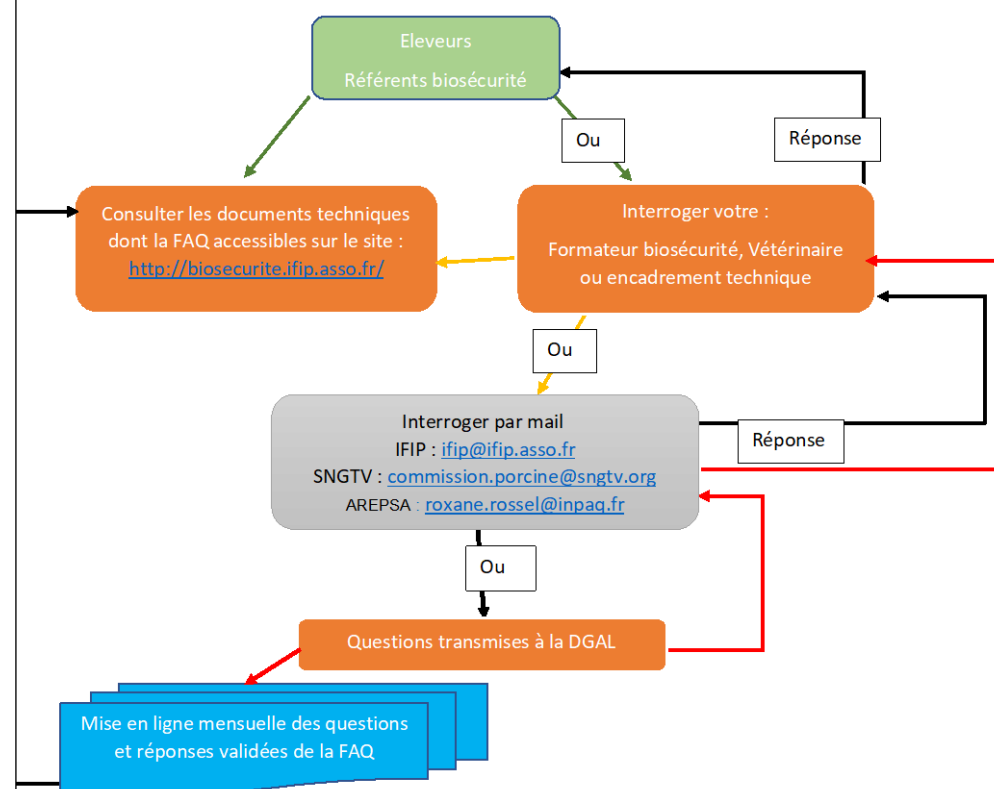 Eleveurs
Référents biosécurité
Ou
Réponse
Consulter les documents techniques
dont la FAQ accessibles sur le site :
http://biosecurite.ifip.asso.fr/
Interroger votre :
Formateur biosécurité, Vétérinaire
ou encadrement technique
Ou
Interroger par mail
IFIP : ifip@ifip.asso.fr
SNGTV : commission.porcine@sngtv.org
AREPSA : roxane.rossel@inpaq.fr
Réponse
Ou
Questions transmises à la DGAL
Mise en ligne mensuelle des questions
et réponses validées de la FAQ